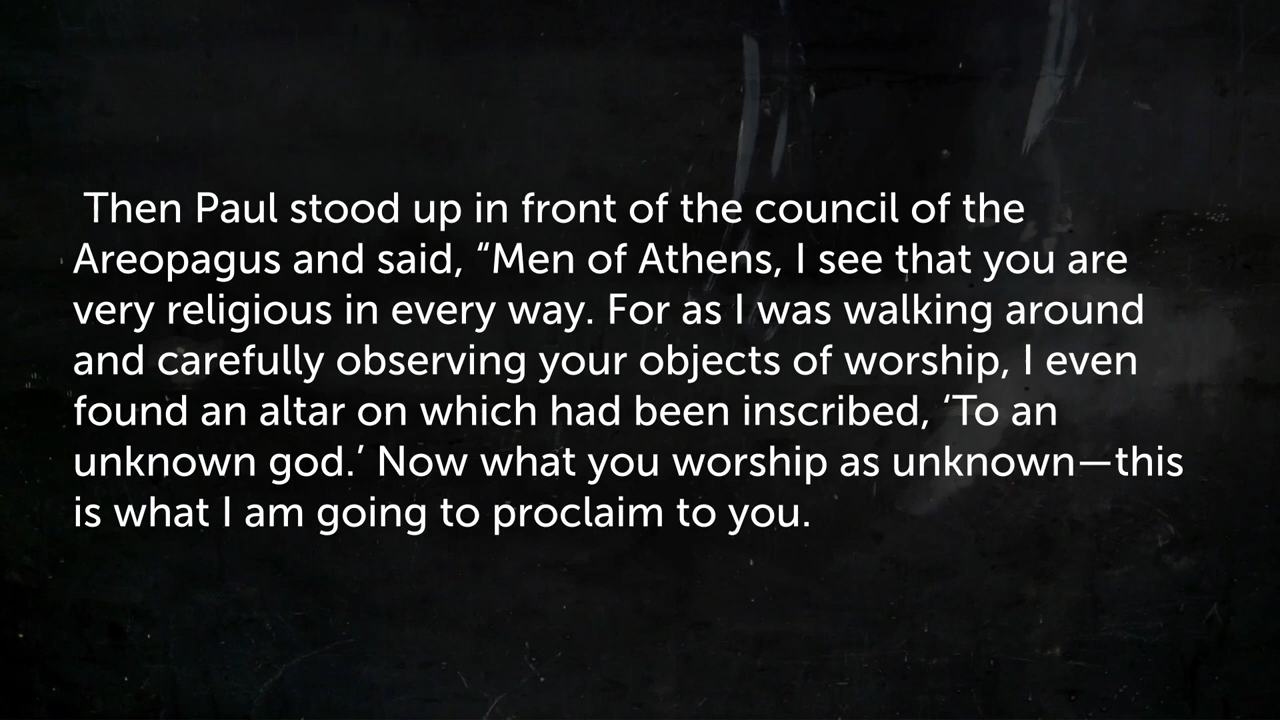 Then Paul stood up in front of the council of the
Areopagus and said, “Men of Athens, I see that you are
very religious in every way. For as I was walking around
and carefully observing your objects of worship, I even
found an altar on which had been inscribed, ‘To an
unknown god.’ Now what you worship as unknown—this
is what I am going to proclaim to you.